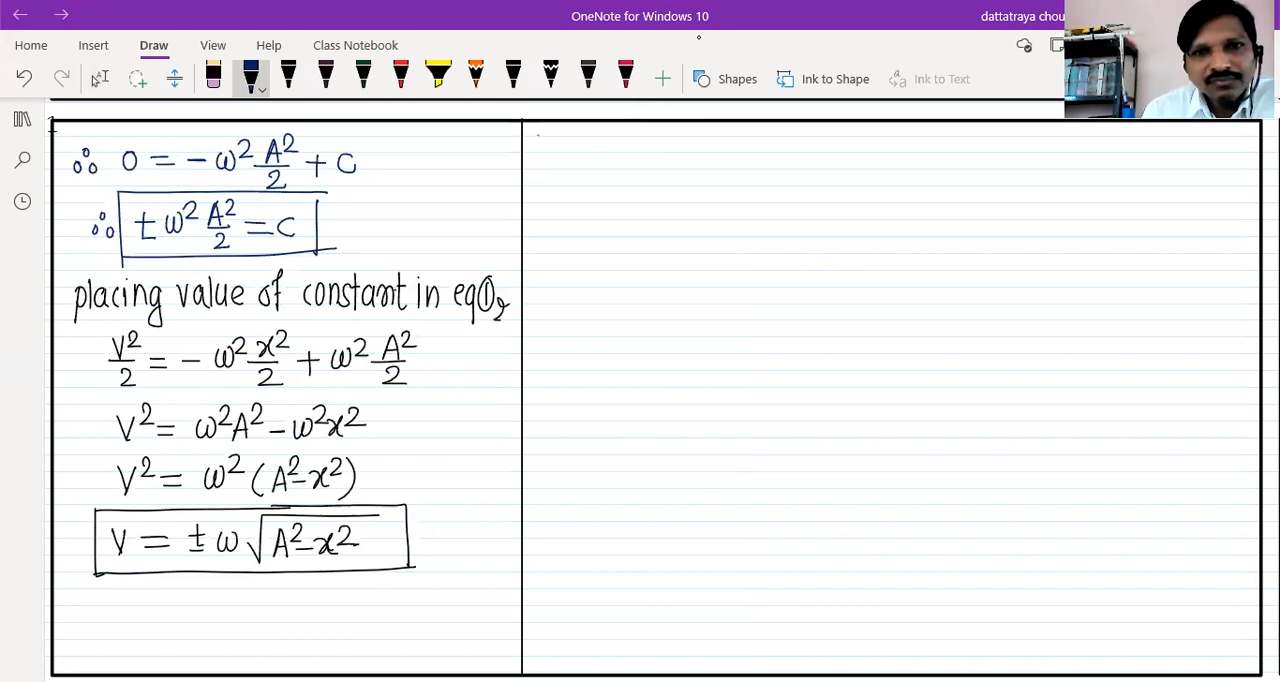 OneNote for Windows 10
dattatraya chou
Home Insert Draw View Help Class Notebook
Shapes Ink to Shape Ink to Text
∴ 0 = - ω² A²/2 + C
∴ ± ω² A²/2 = C
placing value of constant in eq①,
V²/2 = - ω² x²/2 + ω² A²/2
V² = ω²A² - ω²x²
V² = ω² (A² - x²)
V = ± ω √(A² - x²)